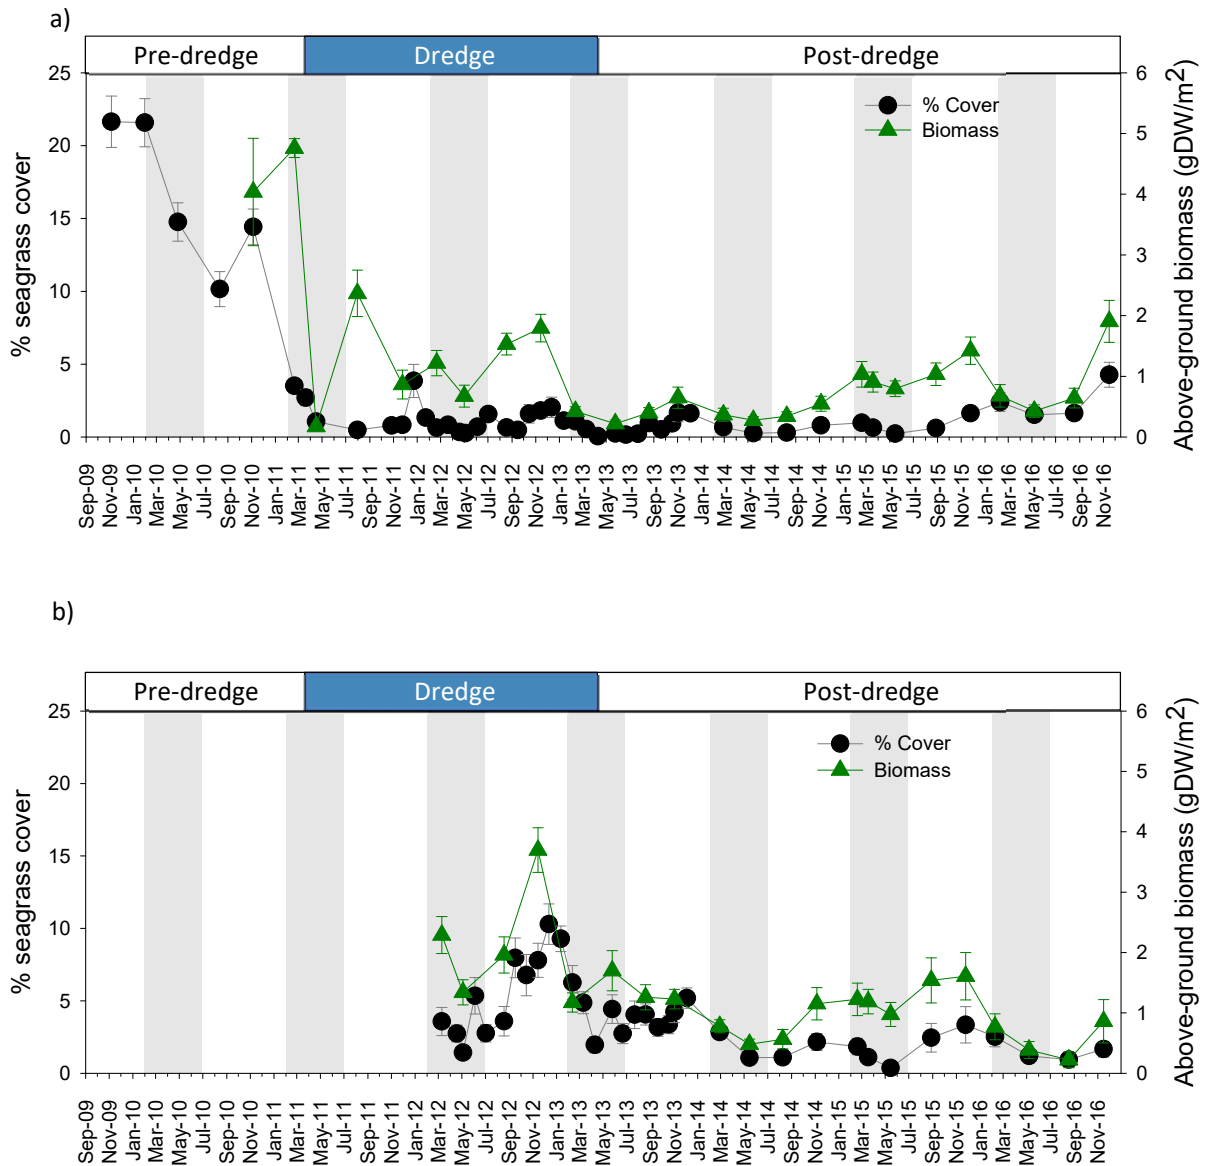 a)
Pre-dredge Dredge Post-dredge
25
20
15
10
5
0
% seagrass cover
6
5
4
3
2
1
0
Above-ground biomass (gDW/m2)
% Cover
Biomass
Sep-09 Nov-09 Jan-10 Mar-10 May-10 Jul-10 Sep-10 Nov-10 Jan-11 Mar-11 May-11 Jul-11 Sep-11 Nov-11 Jan-12 Mar-12 May-12 Jul-12 Sep-12 Nov-12 Jan-13 Mar-13 May-13 Jul-13 Sep-13 Nov-13 Jan-14 Mar-14 May-14 Jul-14 Sep-14 Nov-14 Jan-15 Mar-15 May-15 Jul-15 Sep-15 Nov-15 Jan-16 Mar-16 May-16 Jul-16 Sep-16 Nov-16
b)
Pre-dredge Dredge Post-dredge
25
20
15
10
5
0
% seagrass cover
6
5
4
3
2
1
0
Above-ground biomass (gDW/m2)
% Cover
Biomass
Sep-09 Nov-09 Jan-10 Mar-10 May-10 Jul-10 Sep-10 Nov-10 Jan-11 Mar-11 May-11 Jul-11 Sep-11 Nov-11 Jan-12 Mar-12 May-12 Jul-12 Sep-12 Nov-12 Jan-13 Mar-13 May-13 Jul-13 Sep-13 Nov-13 Jan-14 Mar-14 May-14 Jul-14 Sep-14 Nov-14 Jan-15 Mar-15 May-15 Jul-15 Sep-15 Nov-15 Jan-16 Mar-16 May-16 Jul-16 Sep-16 Nov-16